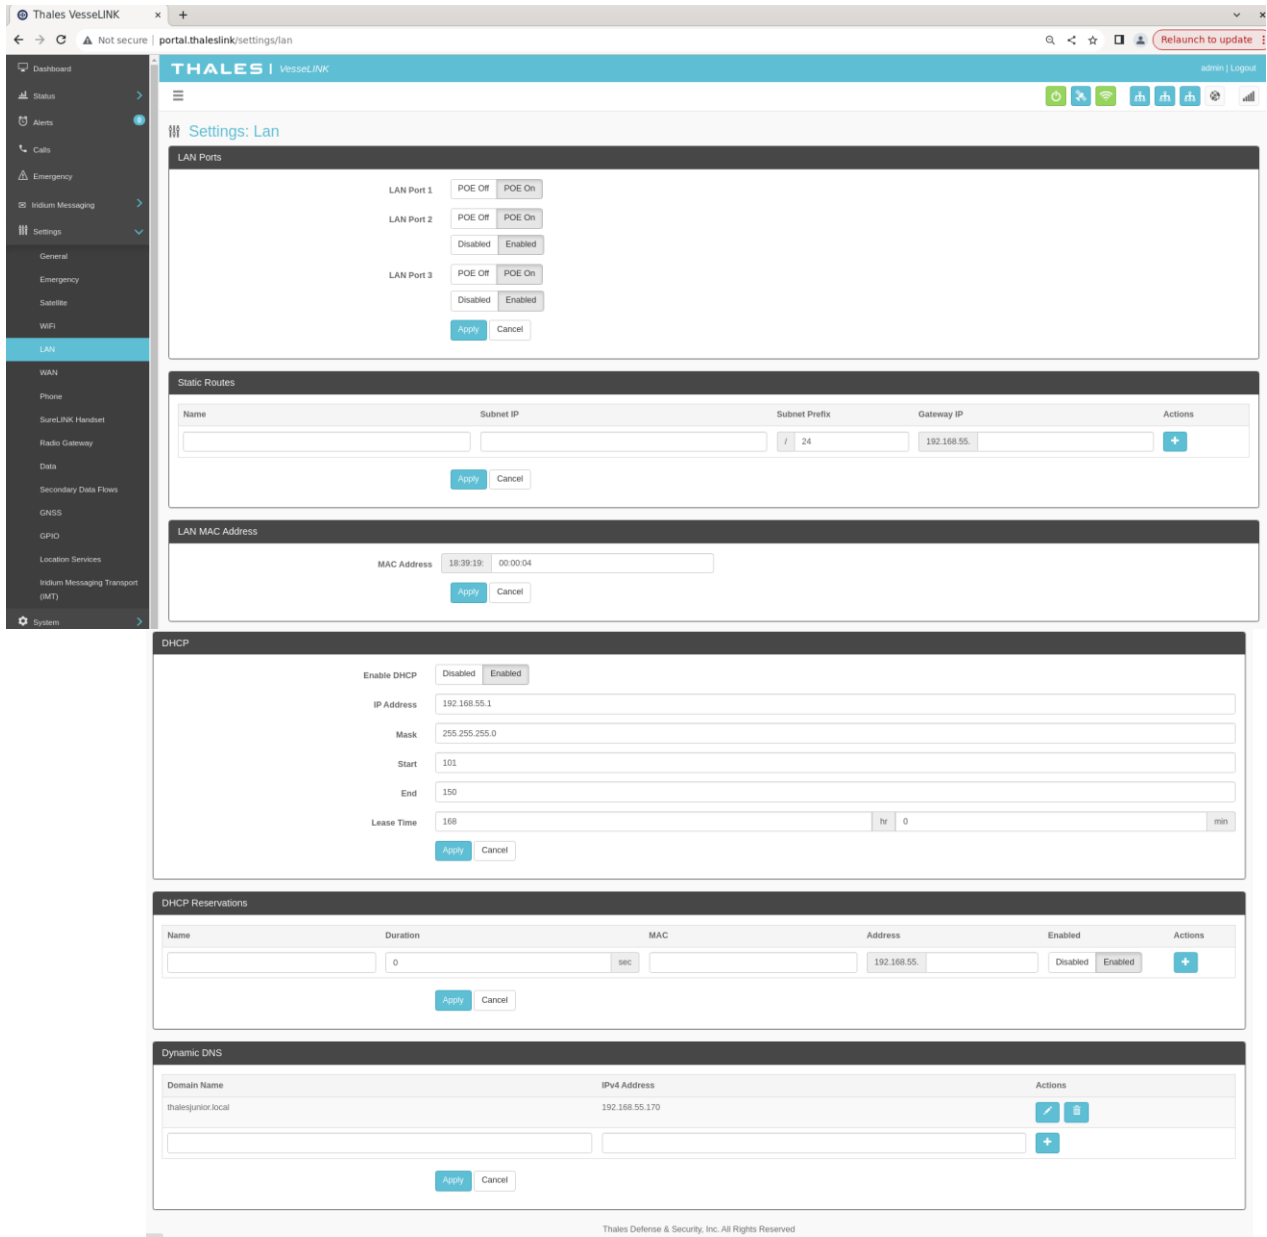 Thales VesseLINK
Not secure | portal.thaleslink/settings/lan
Relaunch to update
Dashboard
THALES | VesseLINK
admin | Logout
Status
Alerts
0
Calls
Emergency
Iridium Messaging
Settings
General
Emergency
Satellite
WiFi
LAN
WAN
Phone
SureLINK Handset
Radio Gateway
Data
Secondary Data Flows
GNSS
GPIO
Location Services
Iridium Messaging Transport
(IMT)
System
Settings: Lan
LAN Ports
LAN Port 1 POE Off POE On
LAN Port 2 POE Off POE On
Disabled Enabled
LAN Port 3 POE Off POE On
Disabled Enabled
Apply Cancel
Static Routes
Name Subnet IP Subnet Prefix Gateway IP Actions
/ 24 192.168.55. +
Apply Cancel
LAN MAC Address
MAC Address 18:39:19: 00:00:04
Apply Cancel
DHCP
Enable DHCP Disabled Enabled
IP Address 192.168.55.1
Mask 255.255.255.0
Start 101
End 150
Lease Time 168 hr 0 min
Apply Cancel
DHCP Reservations
Name Duration MAC Address Enabled Actions
0 sec 192.168.55. Disabled Enabled +
Apply Cancel
Dynamic DNS
Domain Name IPv4 Address Actions
thalesjunior.local 192.168.55.170
+
Apply Cancel
Thales Defense & Security, Inc. All Rights Reserved